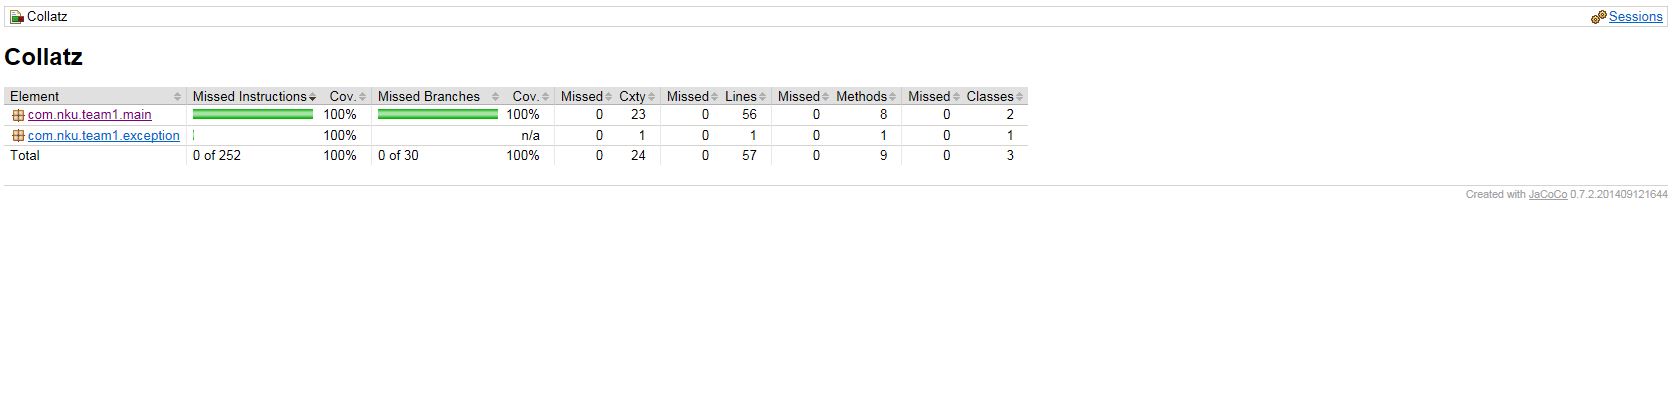 Collatz Sessions
Collatz
Element Missed Instructions Cov. Missed Branches Cov. Missed Cxty Missed Lines Missed Methods Missed Classes
com.nku.team1.main 100% 100% 0 23 0 56 0 8 0 2
com.nku.team1.exception 100% n/a 0 1 0 1 0 1 0 1
Total 0 of 252 100% 0 of 30 100% 0 24 0 57 0 9 0 3
Created with JaCoCo 0.7.2.201409121644